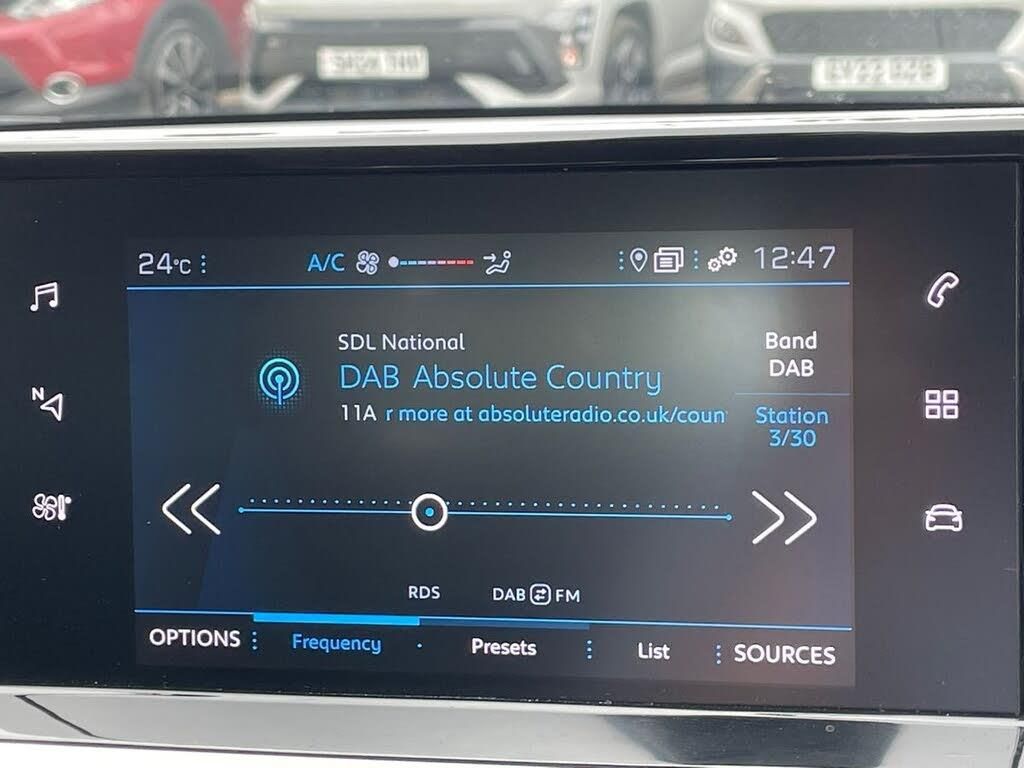 24°C
A/C
12:47
SDL National
DAB Absolute Country
11A r more at absoluteradio.co.uk/coun
Band
DAB
Station
3/30
N
RDS
DAB FM
OPTIONS
Frequency
Presets
List
SOURCES